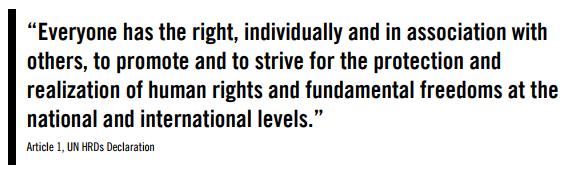 “Everyone has the right, individually and in association with
others, to promote and to strive for the protection and
realization of human rights and fundamental freedoms at the
national and international levels.”
Article 1, UN HRDs Declaration